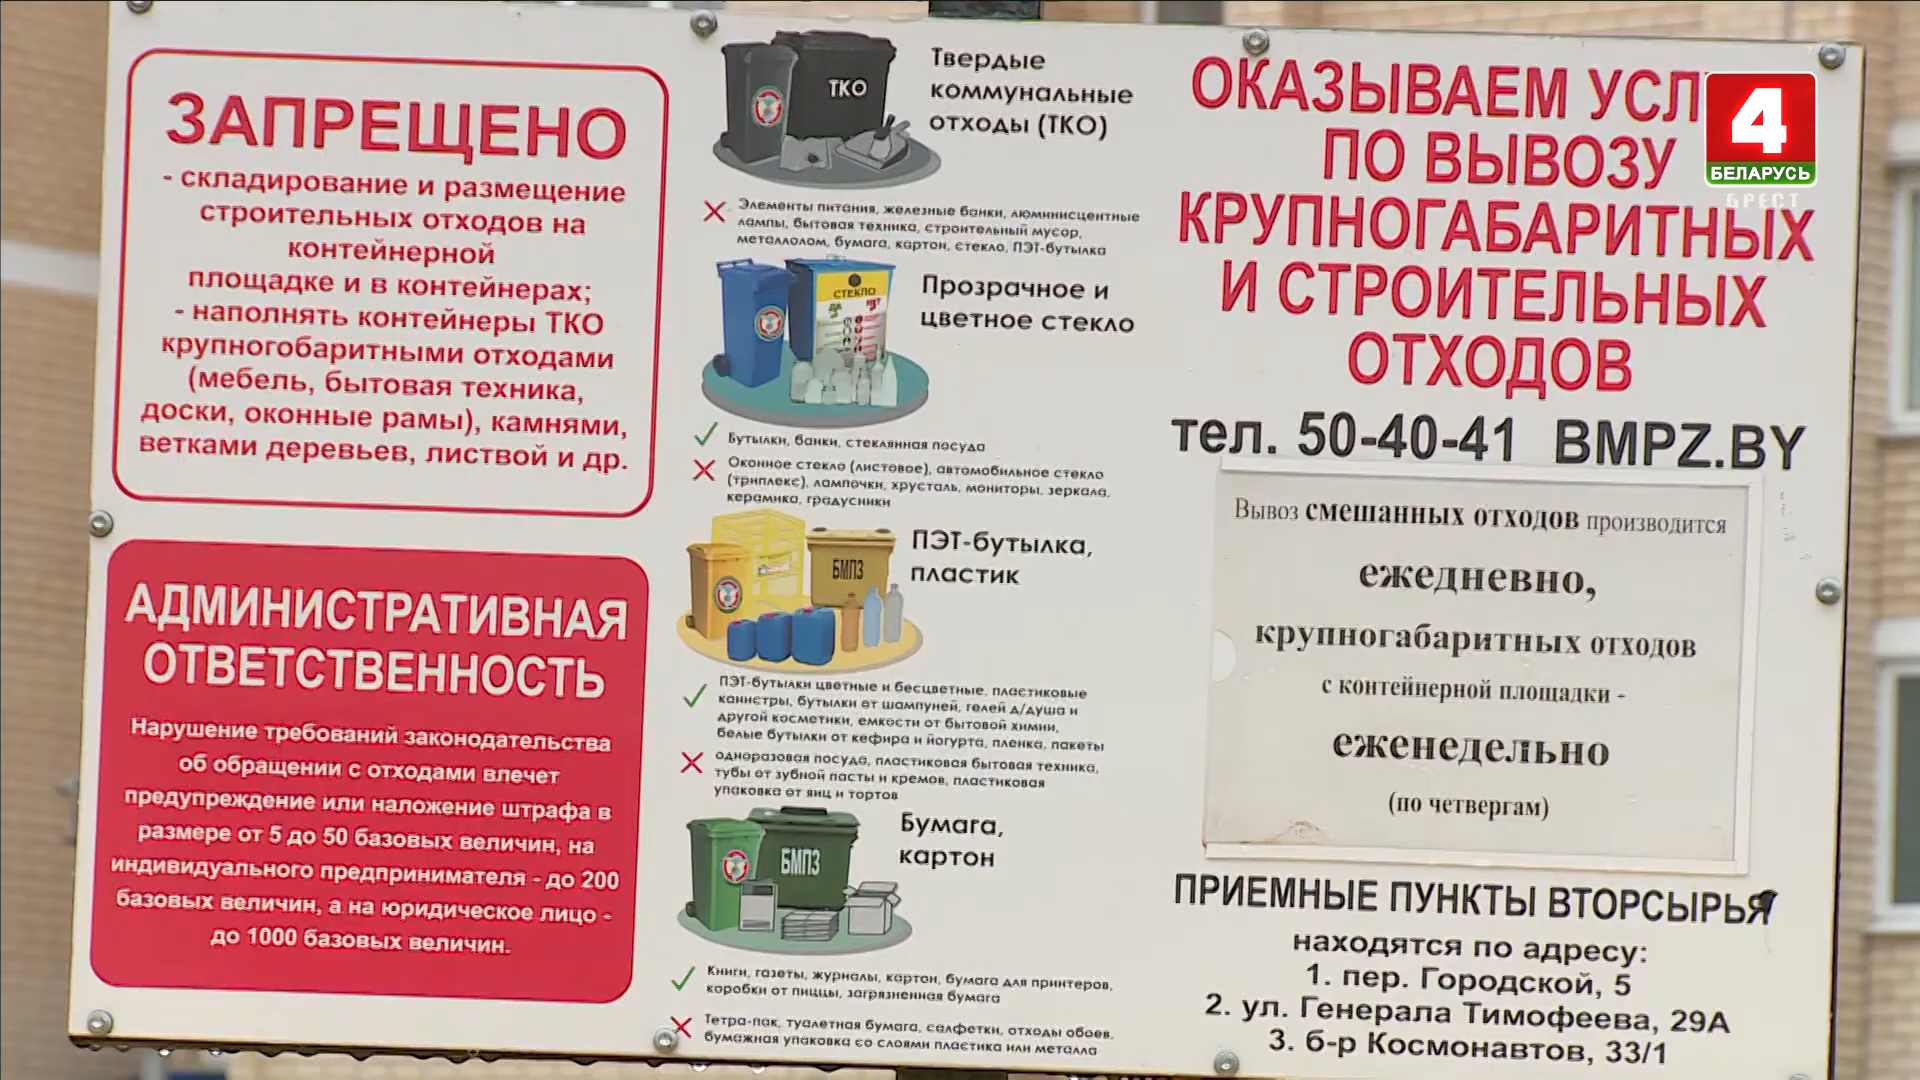 ЗАПРЕЩЕНО
- складирование и размещение
строительных отходов на
контейнерной
площадке и в контейнерах;
- наполнять контейнеры ТКО
крупногобаритными отходами
(мебель, бытовая техника,
доски, оконные рамы), камнями,
ветками деревьев, листвой и др.
АДМИНИСТРАТИВНАЯ
ОТВЕТСТВЕННОСТЬ
Нарушение требований законодательства
об обращении с отходами влечет
предупреждение или наложение штрафа в
размере от 5 до 50 базовых величин, на
индивидуального предпринимателя - до 200
базовых величин, а на юридическое лицо -
до 1000 базовых величин.
ТКО
Твердые
коммунальные
отходы (ТКО)
Элементы питания, железные банки, люминисцентные
лампы, бытовая техника, строительный мусор,
металлолом, бумага, картон, стекло, ПЭТ-бутылка
СТЕКЛО
ДА НЕТ
Прозрачное и
цветное стекло
Бутылки, банки, стеклянная посуда
Оконное стекло (листовое), автомобильное стекло
(триплекс), лампочки, хрусталь, мониторы, зеркала,
керамика, градусники
БМПЗ
ПЭТ-бутылка,
пластик
ПЭТ-бутылки цветные и бесцветные, пластиковые
канистры, бутылки от шампуней, гелей д/душа и
другой косметики, емкости от бытовой химии,
белые бутылки от кефира и йогурта, пленка, пакеты
одноразовая посуда, пластиковая бытовая техника,
тубы от зубной пасты и кремов, пластиковая
упаковка от яиц и тортов
БМПЗ
Бумага,
картон
Книги, газеты, журналы, картон, бумага для принтеров,
коробки от пиццы, загрязненная бумага
Тетра-пак, туалетная бумага, салфетки, отходы обоев,
бумажная упаковка со слоями пластика или металла
ОКАЗЫВАЕМ УСЛ
ПО ВЫВОЗУ
КРУПНОГАБАРИТНЫХ
И СТРОИТЕЛЬНЫХ
ОТХОДОВ
тел. 50-40-41 BMPZ.BY
Вывоз смешанных отходов производится
ежедневно,
крупногабаритных отходов
с контейнерной площадки -
еженедельно
(по четвергам)
ПРИЕМНЫЕ ПУНКТЫ ВТОРСЫРЬЯ
находятся по адресу:
1. пер. Городской, 5
2. ул. Генерала Тимофеева, 29А
3. б-р Космонавтов, 33/1
4
БЕЛАРУСЬ
БРЕСТ